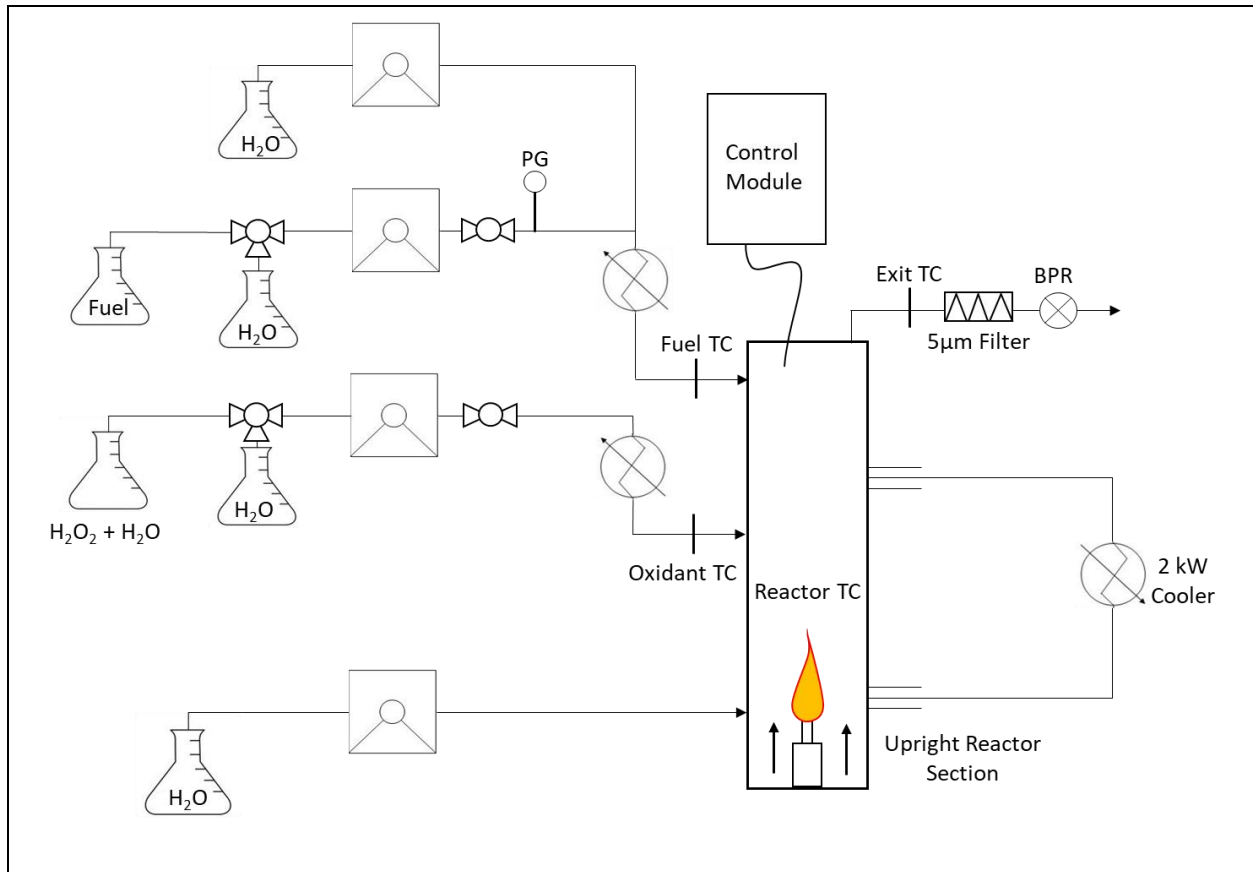 H₂O
Control
Module
PG
Fuel
H₂O
Exit TC
BPR
5μm Filter
Fuel TC
H₂O
H₂O₂ + H₂O
Oxidant TC
Reactor TC
2 kW
Cooler
Upright Reactor
Section
H₂O